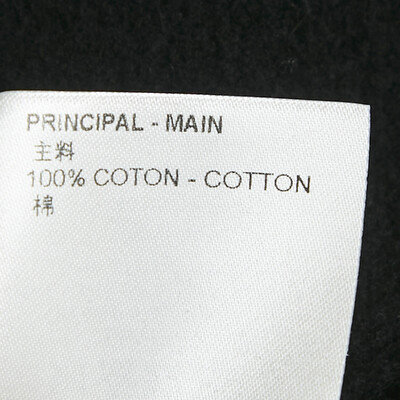 PRINCIPAL - MAIN
主料
100% COTON - COTTON
棉